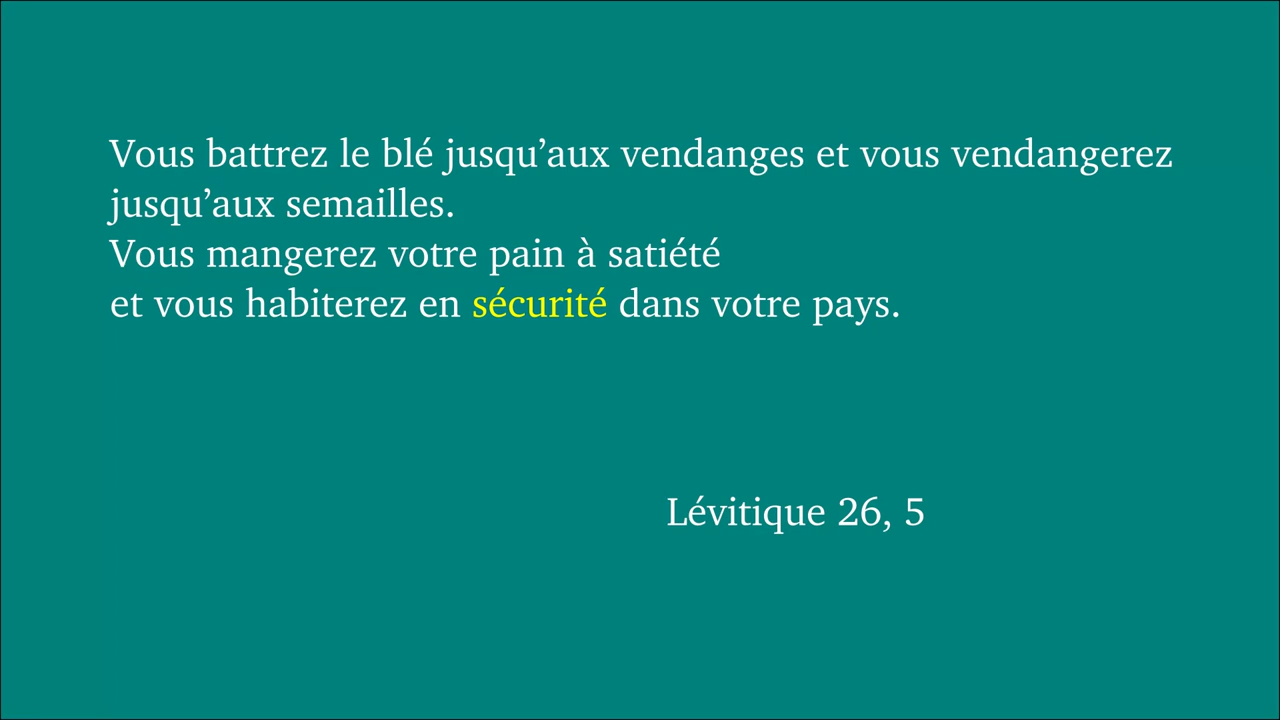 Vous battrez le blé jusqu’aux vendanges et vous vendangerez
jusqu’aux semailles.
Vous mangerez votre pain à satiété
et vous habiterez en sécurité dans votre pays.
Lévitique 26, 5